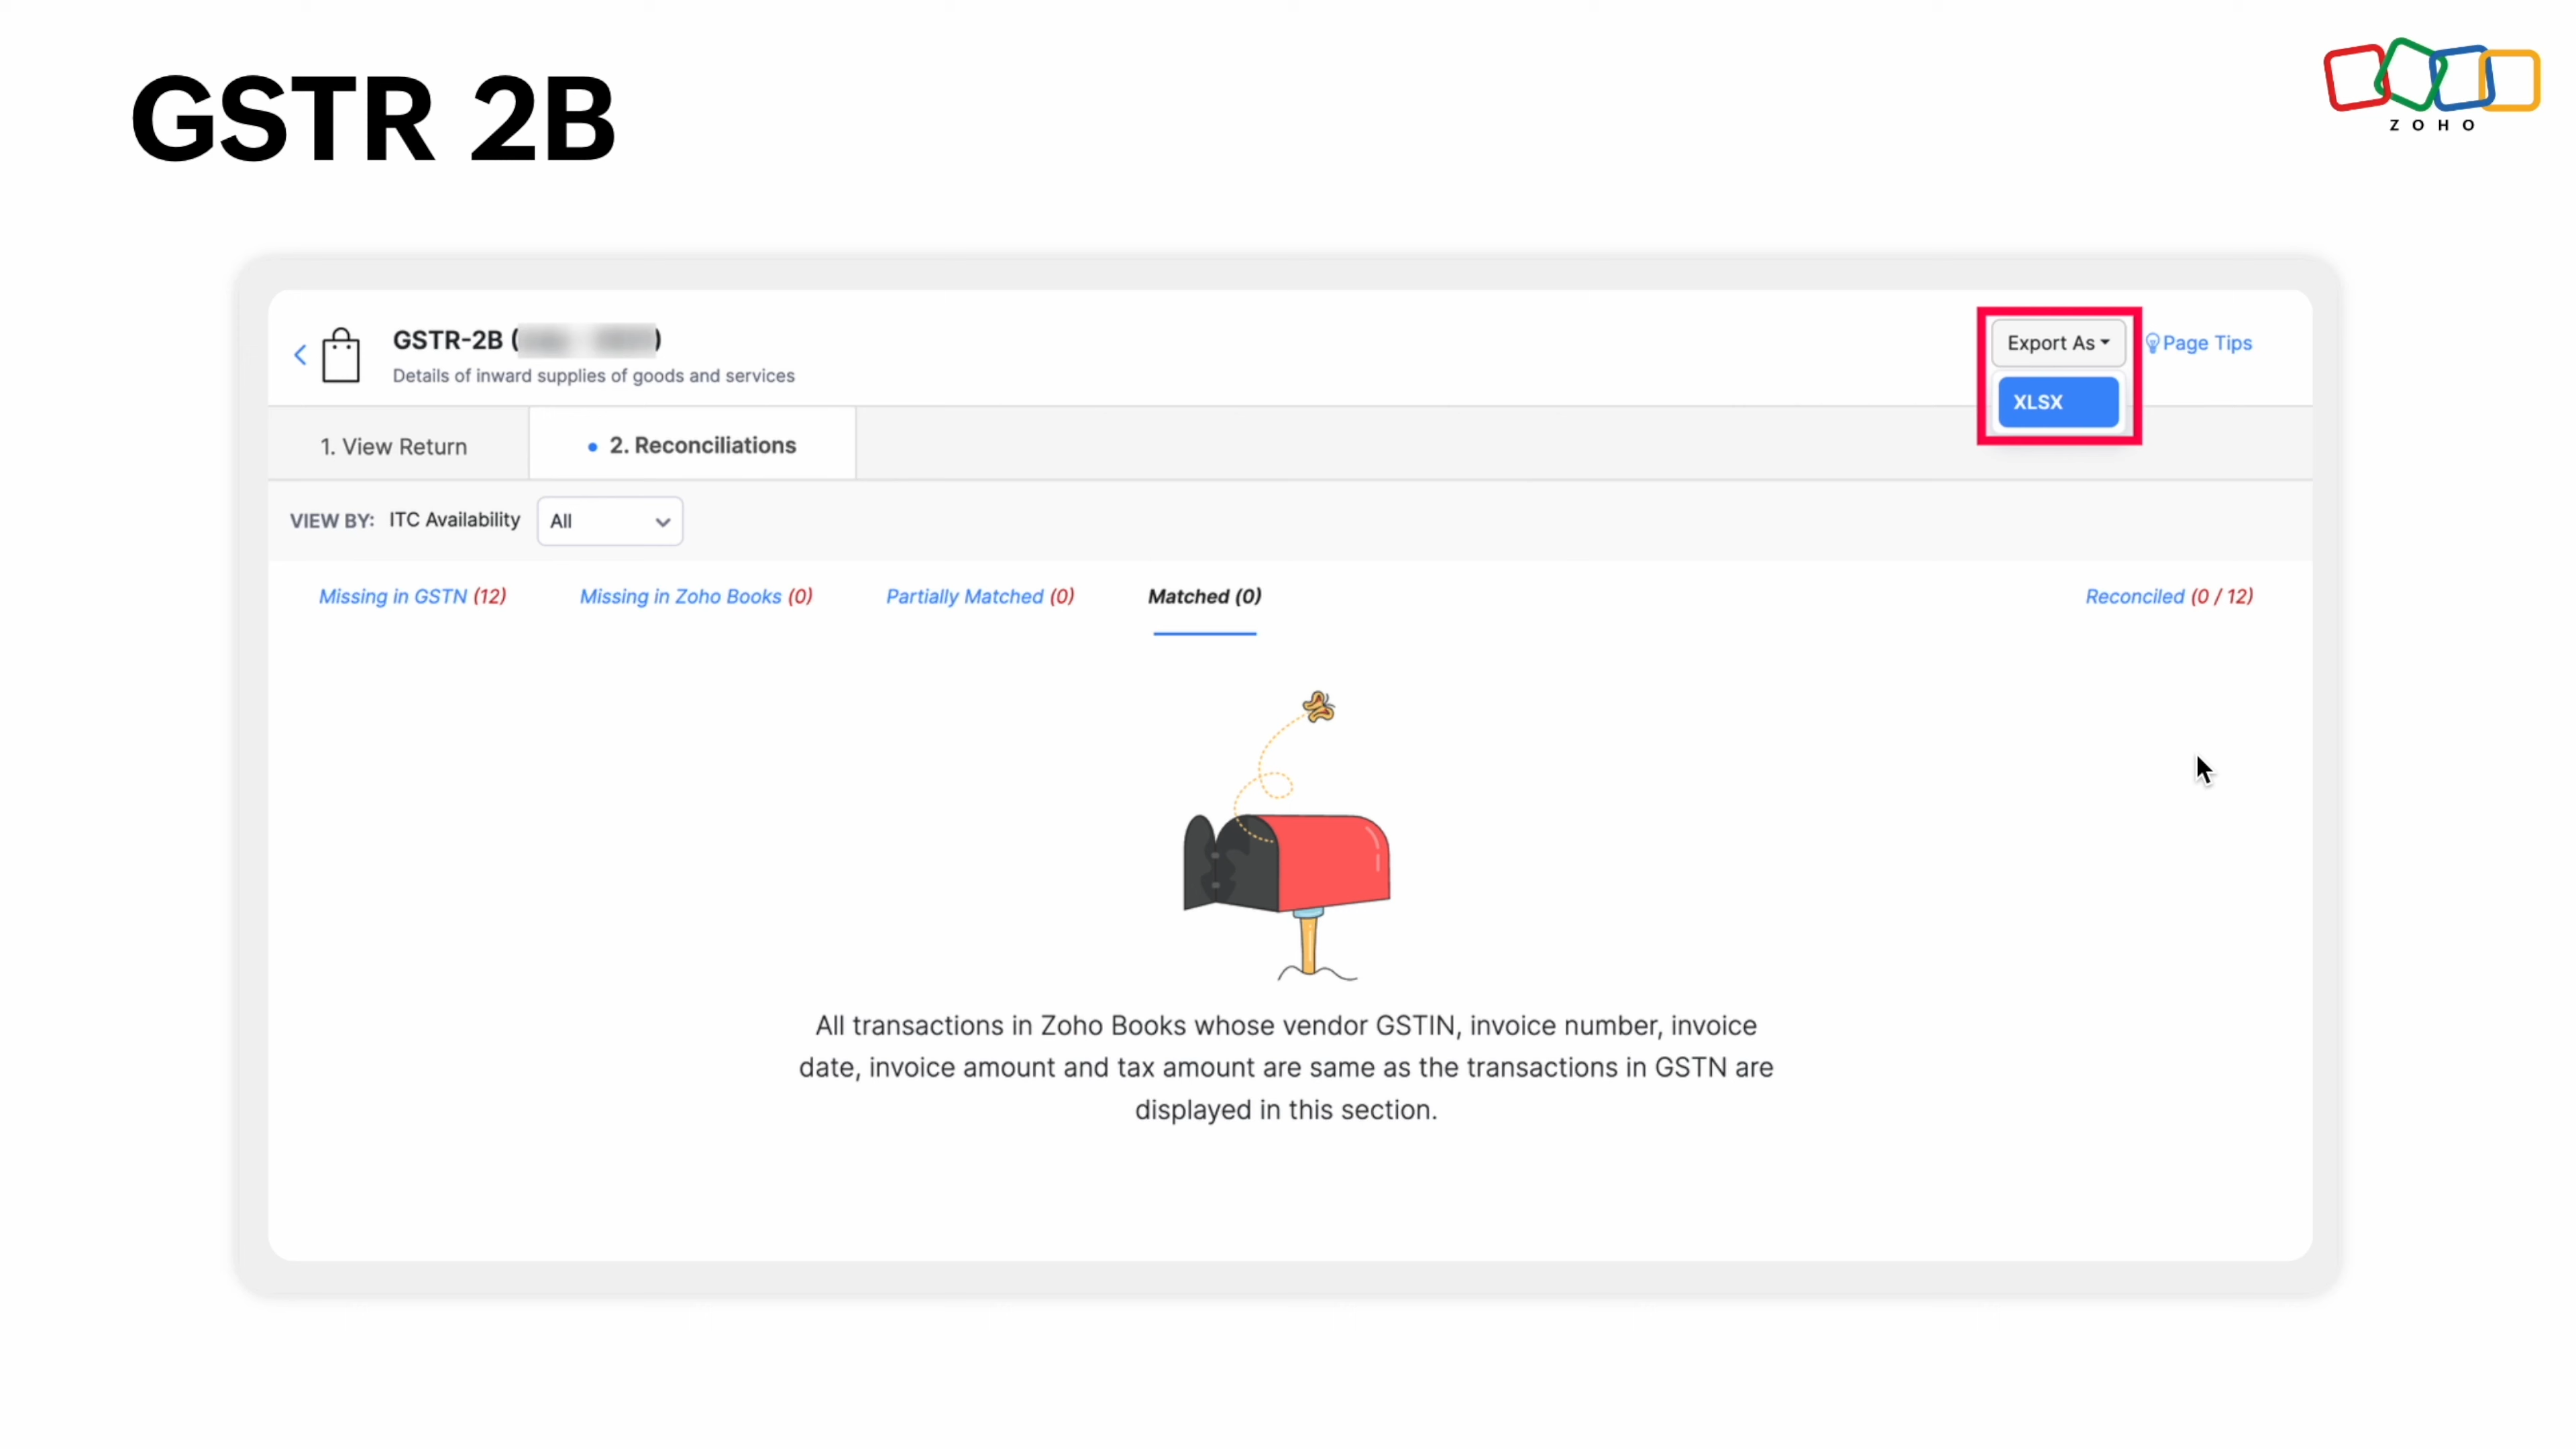 GSTR 2B
ZOHO
GSTR-2B ( )
Details of inward supplies of goods and services
Export As
Page Tips
XLSX
1. View Return
2. Reconciliations
VIEW BY: ITC Availability All
Missing in GSTN (12) Missing in Zoho Books (0) Partially Matched (0) Matched (0) Reconciled (0 / 12)
All transactions in Zoho Books whose vendor GSTIN, invoice number, invoice
date, invoice amount and tax amount are same as the transactions in GSTN are
displayed in this section.